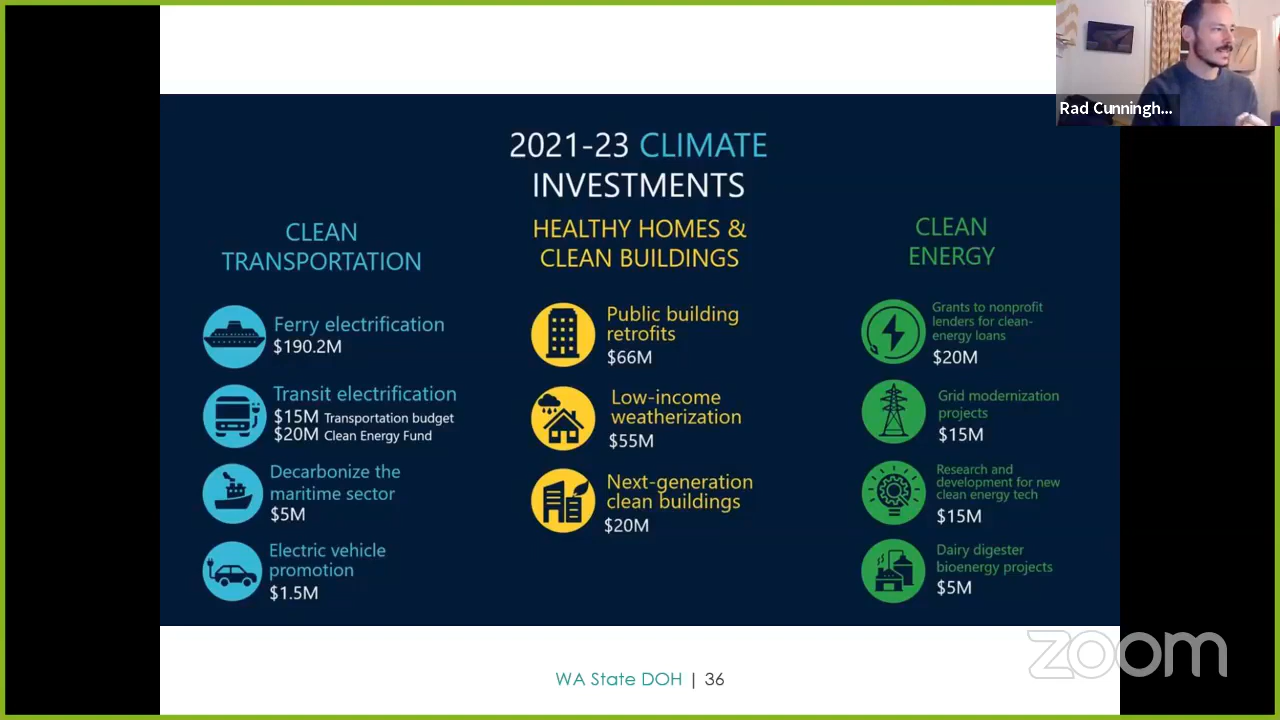 Rad Cunningh...
2021-23 CLIMATE
INVESTMENTS
CLEAN
TRANSPORTATION
Ferry electrification
$190.2M
Transit electrification
$15M Transportation budget
$20M Clean Energy Fund
Decarbonize the
maritime sector
$5M
Electric vehicle
promotion
$1.5M
HEALTHY HOMES &
CLEAN BUILDINGS
Public building
retrofits
$66M
Low-income
weatherization
$55M
Next-generation
clean buildings
$20M
CLEAN
ENERGY
Grants to nonprofit
lenders for clean-
energy loans
$20M
Grid modernization
projects
$15M
Research and
development for new
clean energy tech
$15M
Dairy digester
bioenergy projects
$5M
WA State DOH | 36
zoom